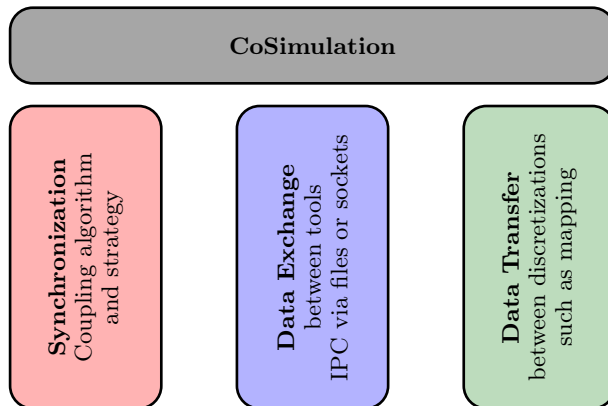 CoSimulation
Synchronization
Coupling algorithm
and strategy
Data Exchange
between tools
IPC via files or sockets
Data Transfer
between discretizations
such as mapping